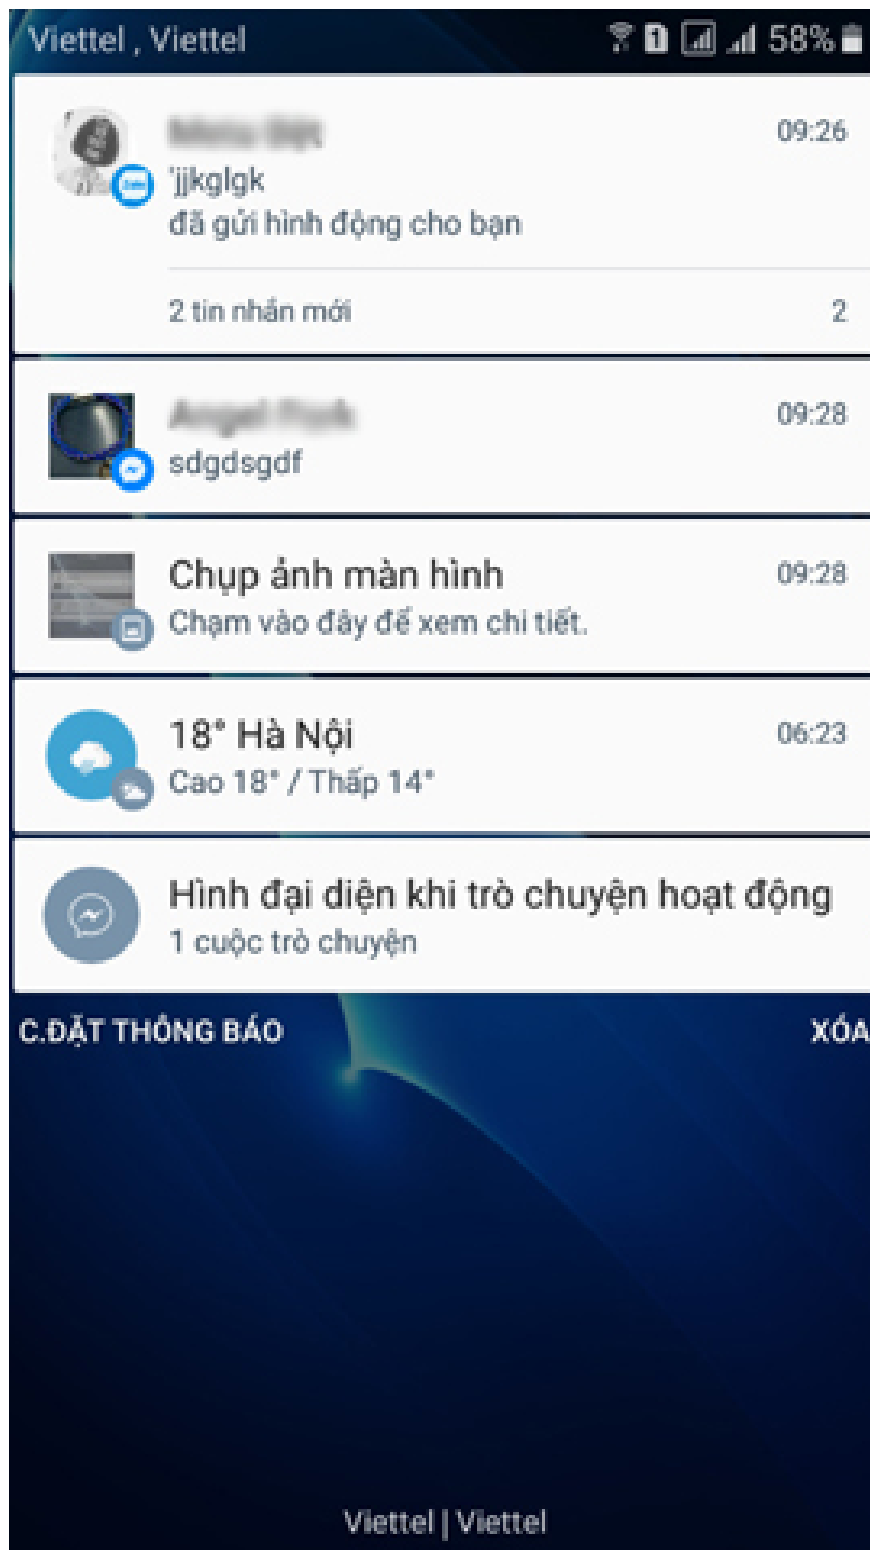 Viettel , Viettel
1
58%
09:26
'jjkglgk
đã gửi hình động cho bạn
2 tin nhắn mới
2
09:28
sdgdsgdf
Chụp ảnh màn hình
09:28
Chạm vào đây để xem chi tiết.
18° Hà Nội
06:23
Cao 18° / Thấp 14°
Hình đại diện khi trò chuyện hoạt động
1 cuộc trò chuyện
C.ĐẶT THÔNG BÁO
XÓA
Viettel | Viettel